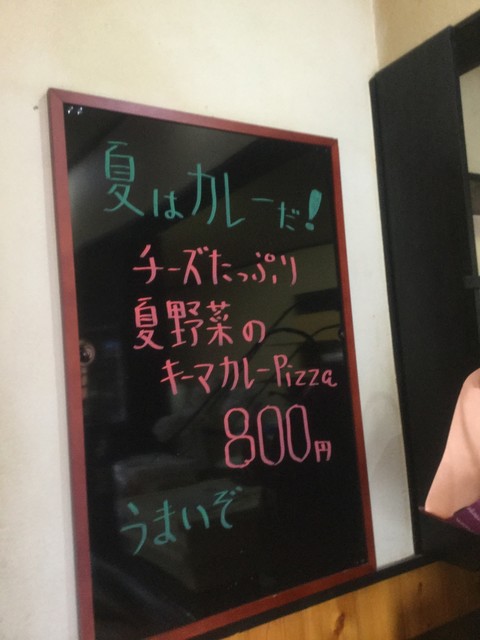 夏はカレーだ!
チーズたっぷり
夏野菜の
キーマカレーPizza
800円
うまいぞ